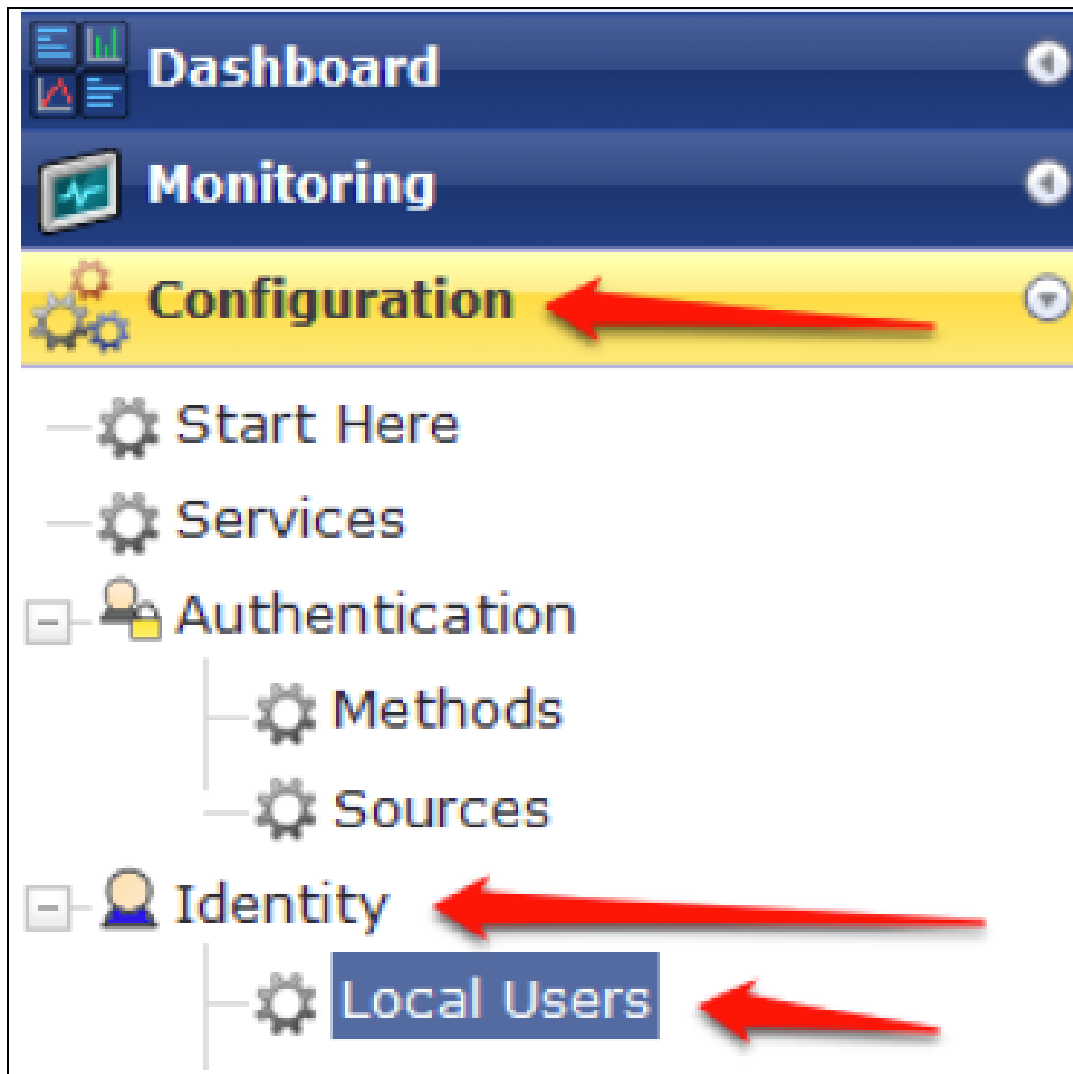 Dashboard
Monitoring
Configuration
Start Here
Services
Authentication
Methods
Sources
Identity
Local Users